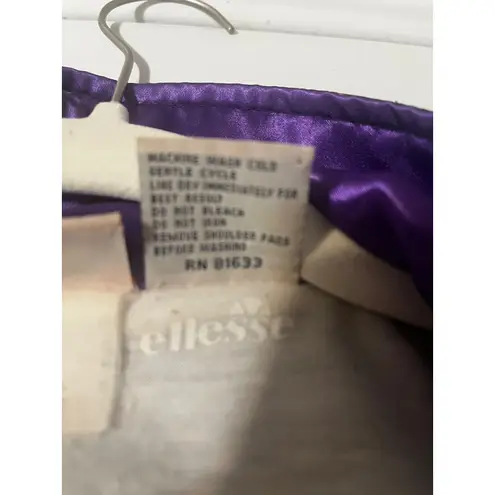 MACHINE WASH COLD
GENTLE CYCLE
LINE DRY IMMEDIATELY FOR
BEST RESULT
DO NOT BLEACH
DO NOT IRON
REMOVE SHOULDER PADS
BEFORE WASHING
RN 81633
ellesse